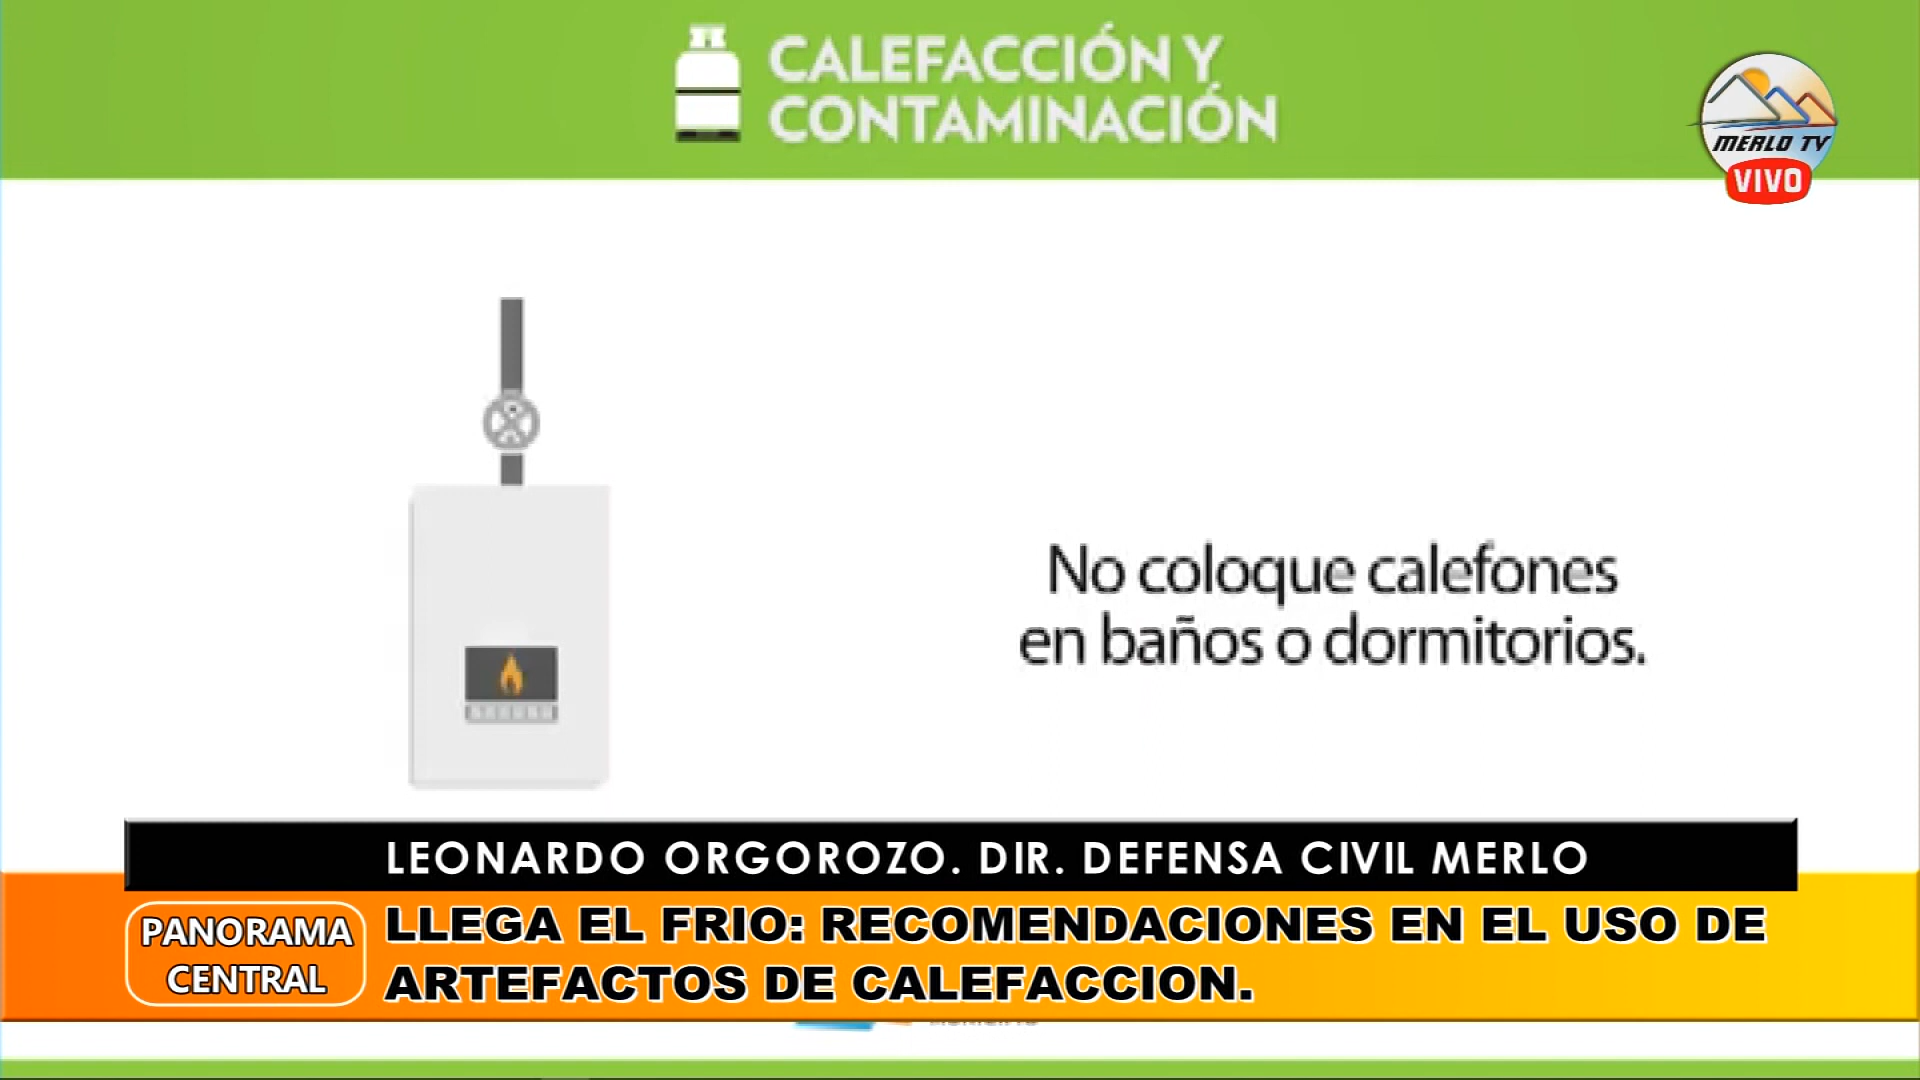 CALEFACCIÓN Y
CONTAMINACIÓN
MERLO TV
VIVO
No coloque calefones
en baños o dormitorios.
LEONARDO ORGOROZO. DIR. DEFENSA CIVIL MERLO
PANORAMA
CENTRAL
LLEGA EL FRIO: RECOMENDACIONES EN EL USO DE
ARTEFACTOS DE CALEFACCION.